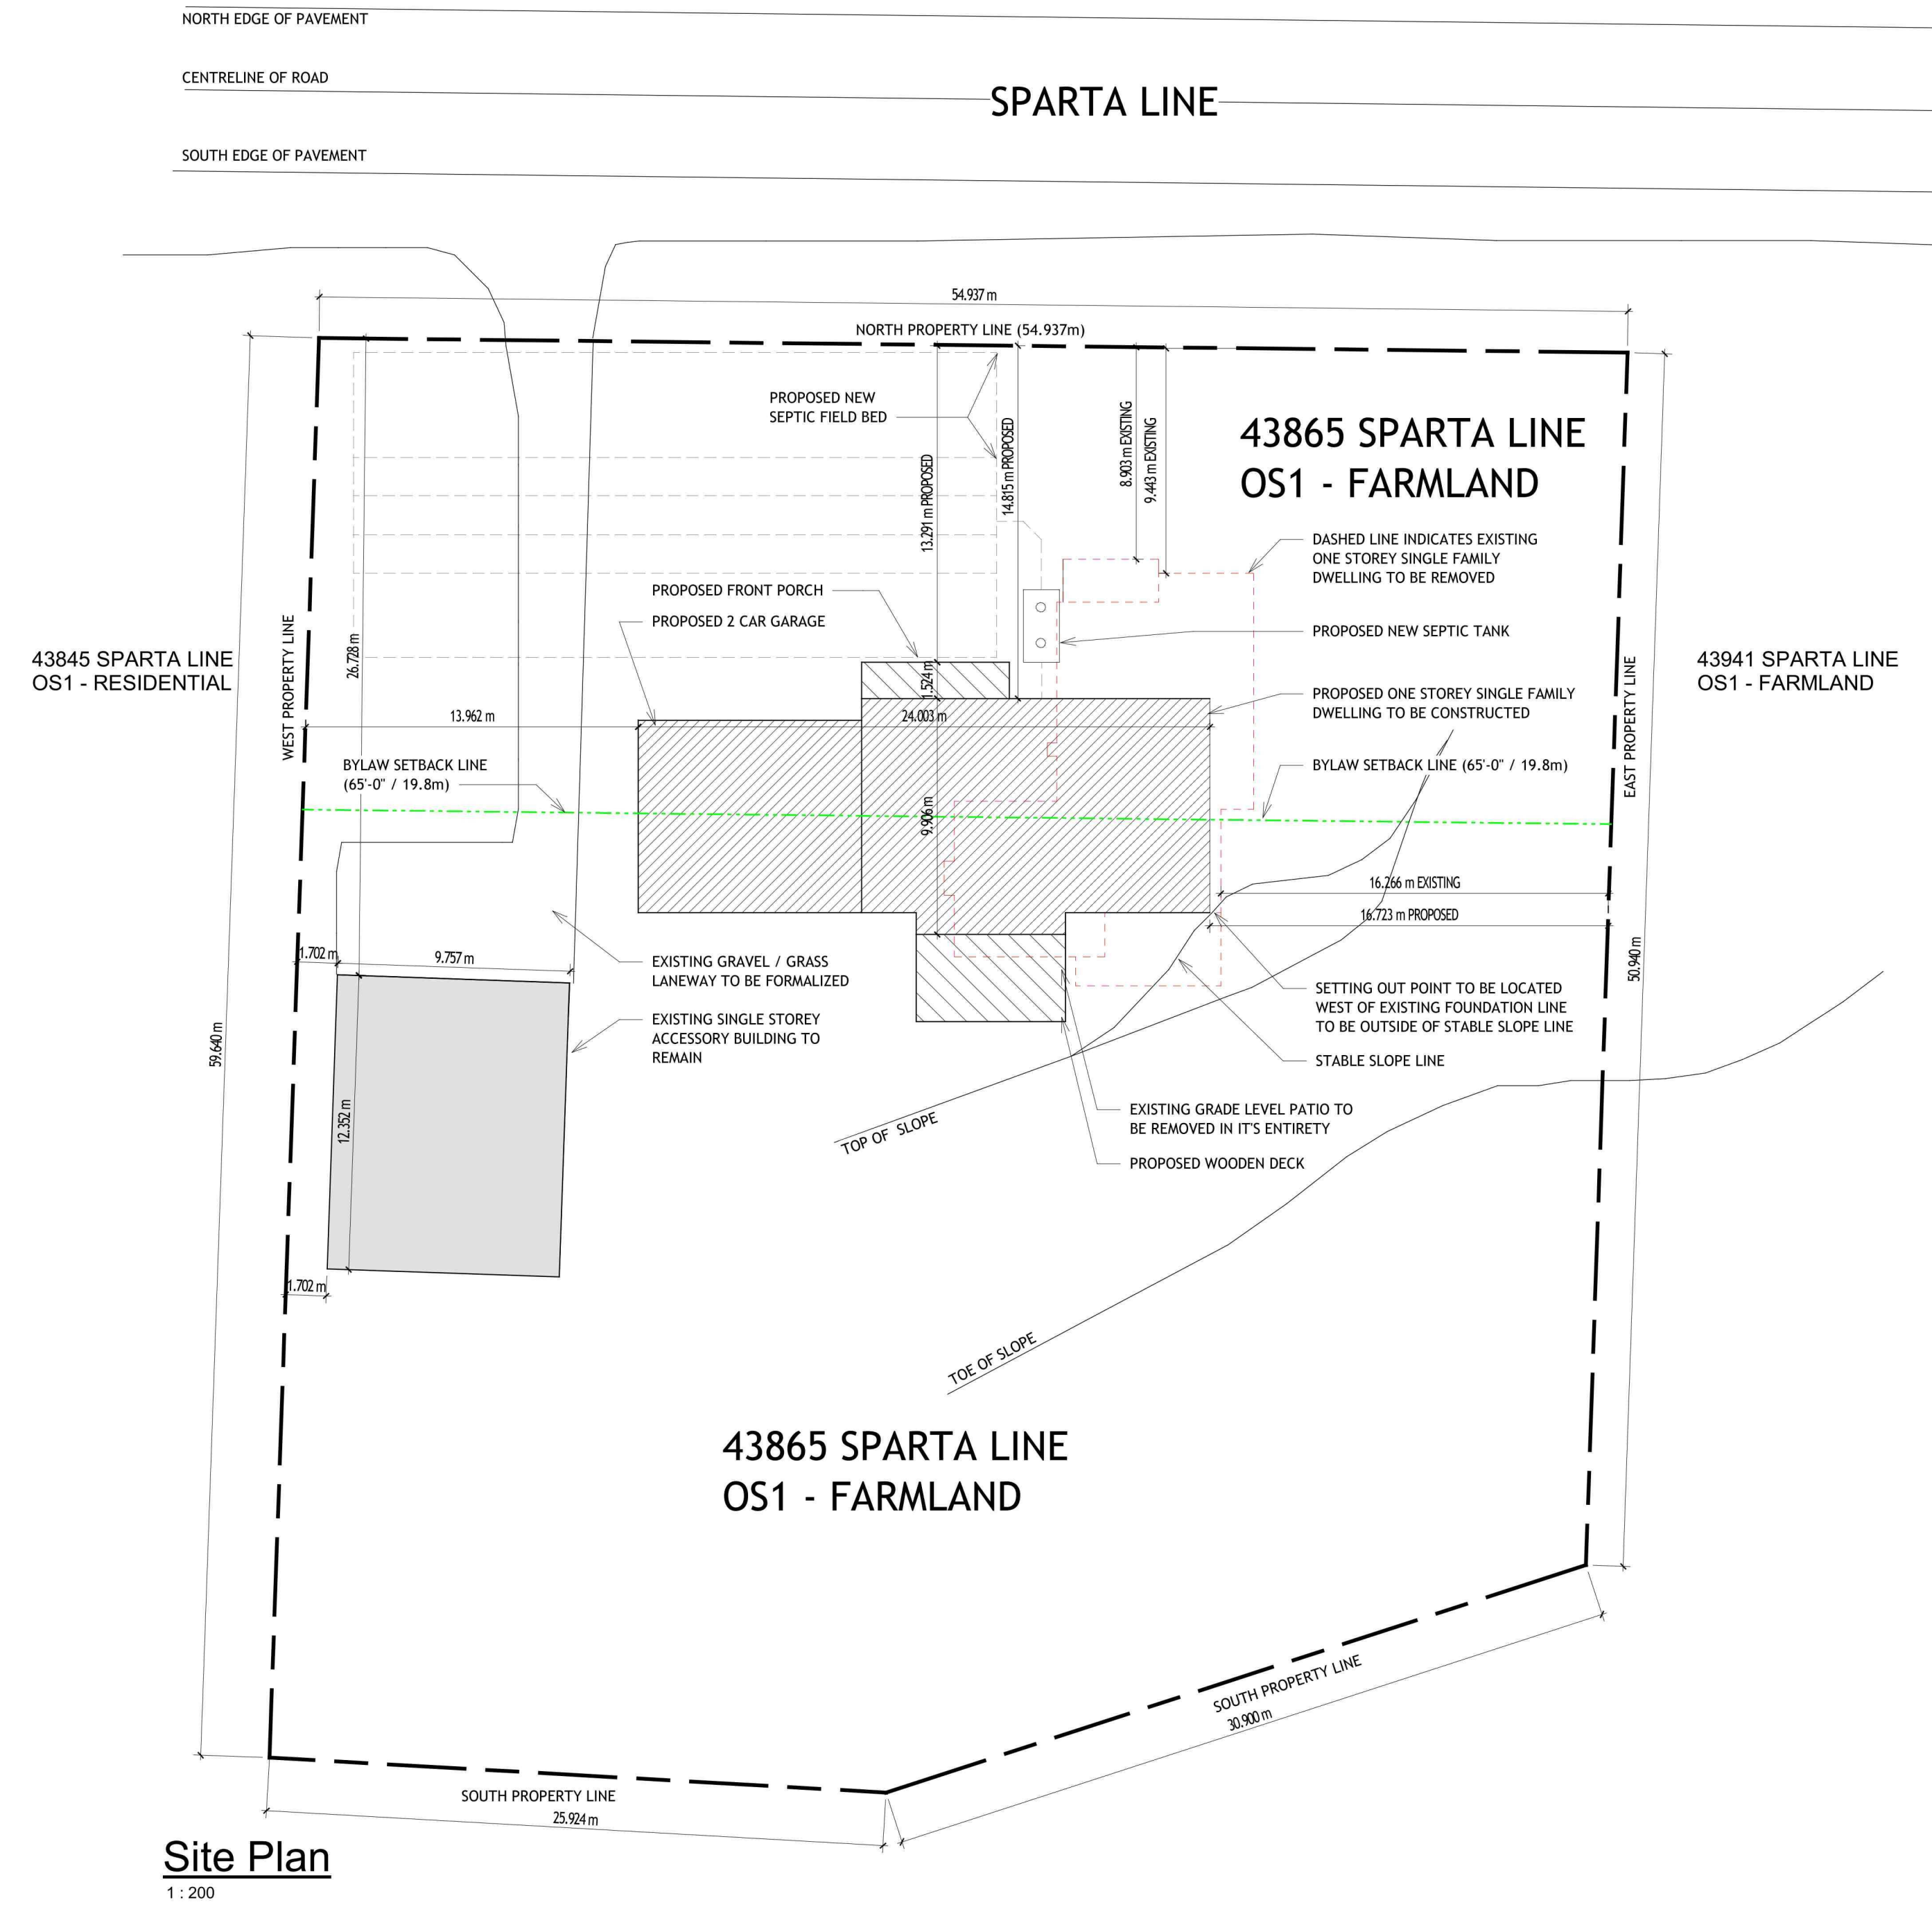 NORTH EDGE OF PAVEMENT
CENTRELINE OF ROAD
SPARTA LINE
SOUTH EDGE OF PAVEMENT
54.937 m
NORTH PROPERTY LINE (54.937m)
PROPOSED NEW
SEPTIC FIELD BED
13.291 m PROPOSED
14.815 m PROPOSED
8.903 m EXISTING
9.443 m EXISTING
43865 SPARTA LINE
OS1 - FARMLAND
DASHED LINE INDICATES EXISTING
ONE STOREY SINGLE FAMILY
DWELLING TO BE REMOVED
PROPOSED FRONT PORCH
PROPOSED 2 CAR GARAGE
PROPOSED NEW SEPTIC TANK
43845 SPARTA LINE
OS1 - RESIDENTIAL
WEST PROPERTY LINE
26.728 m
1.524 m
PROPOSED ONE STOREY SINGLE FAMILY
DWELLING TO BE CONSTRUCTED
EAST PROPERTY LINE
43941 SPARTA LINE
OS1 - FARMLAND
13.962 m
24.003 m
BYLAW SETBACK LINE
(65'-0" / 19.8m)
BYLAW SETBACK LINE (65'-0" / 19.8m)
9.906 m
16.266 m EXISTING
16.723 m PROPOSED
1.702 m
9.757 m
EXISTING GRAVEL / GRASS
LANEWAY TO BE FORMALIZED
50.940 m
SETTING OUT POINT TO BE LOCATED
WEST OF EXISTING FOUNDATION LINE
TO BE OUTSIDE OF STABLE SLOPE LINE
EXISTING SINGLE STOREY
ACCESSORY BUILDING TO
REMAIN
59.640 m
STABLE SLOPE LINE
12.352 m
TOP OF SLOPE
EXISTING GRADE LEVEL PATIO TO
BE REMOVED IN IT'S ENTIRETY
PROPOSED WOODEN DECK
1.702 m
TOE OF SLOPE
43865 SPARTA LINE
OS1 - FARMLAND
SOUTH PROPERTY LINE
30.900 m
SOUTH PROPERTY LINE
25.924 m
Site Plan
1 : 200